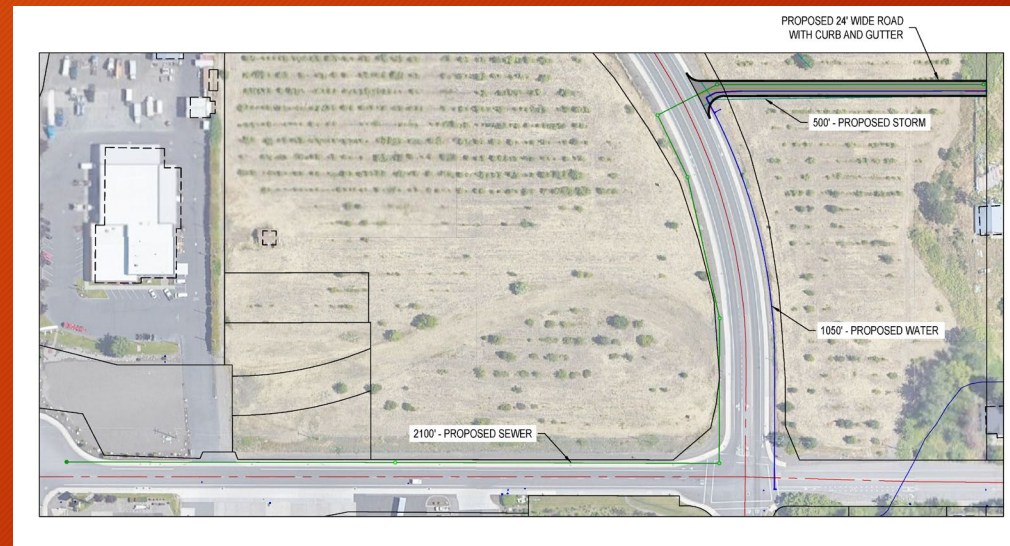 PROPOSED 24' WIDE ROAD
WITH CURB AND GUTTER
500' - PROPOSED STORM
1050' - PROPOSED WATER
2100' - PROPOSED SEWER